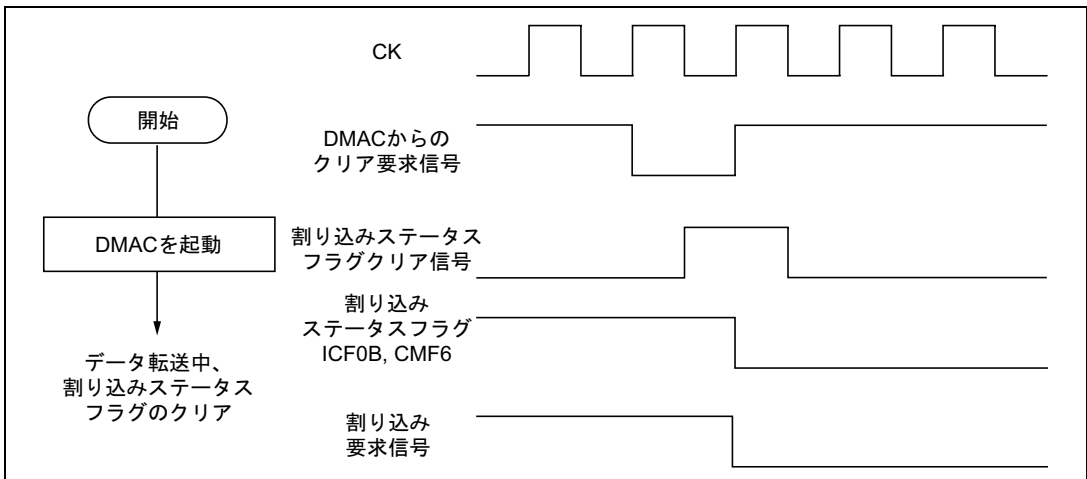 開始
DMACを起動
データ転送中、
割り込みステータス
フラグのクリア
CK
DMACからの
クリア要求信号
割り込みステータス
フラグクリア信号
割り込み
ステータスフラグ
ICF0B, CMF6
割り込み
要求信号